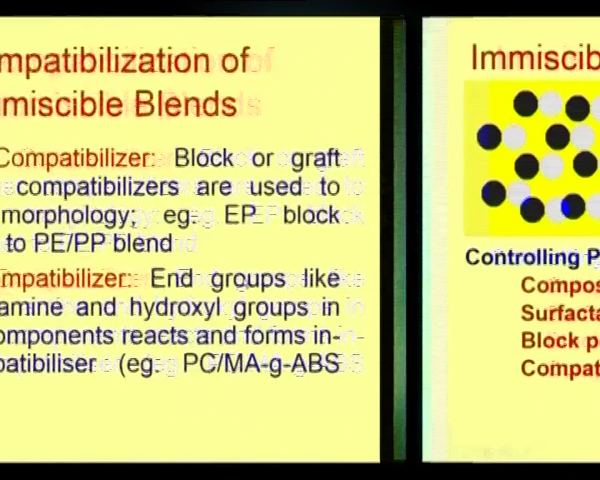 mpatibilization of
miscible Blends
Compatibilizer: Block or graft
compatibilizers are used to
morphology; eg. EP block
to PE/PP blend
mpatibilizer: End groups like
amine and hydroxyl groups in
omponents reacts and forms in-
patibiliser (eg. PC/MA-g-ABS
Immiscib
Controlling P
Compos
Surfacta
Block p
Compat